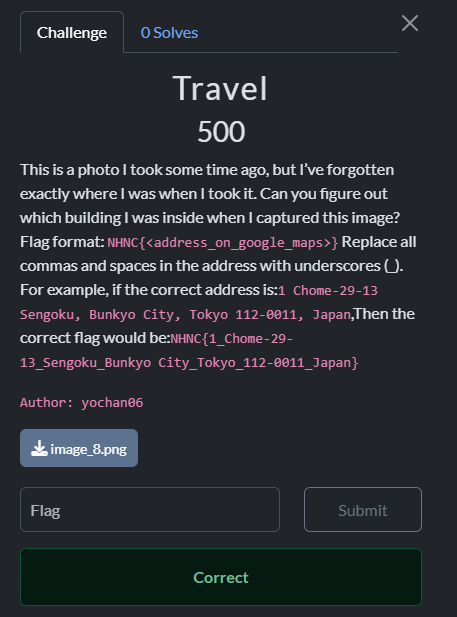 Challenge
0 Solves
Travel
500
This is a photo I took some time ago, but I've forgotten
exactly where I was when I took it. Can you figure out
which building I was inside when I captured this image?
Flag format: NHNC{<address_on_google_maps>} Replace all
commas and spaces in the address with underscores (_).
For example, if the correct address is:1 Chome-29-13
Sengoku, Bunkyo City, Tokyo 112-0011, Japan,Then the
correct flag would be:NHNC{1_Chome-29-
13_Sengoku_Bunkyo City_Tokyo_112-0011_Japan}
Author: yochan06
image_8.png
Flag
Submit
Correct